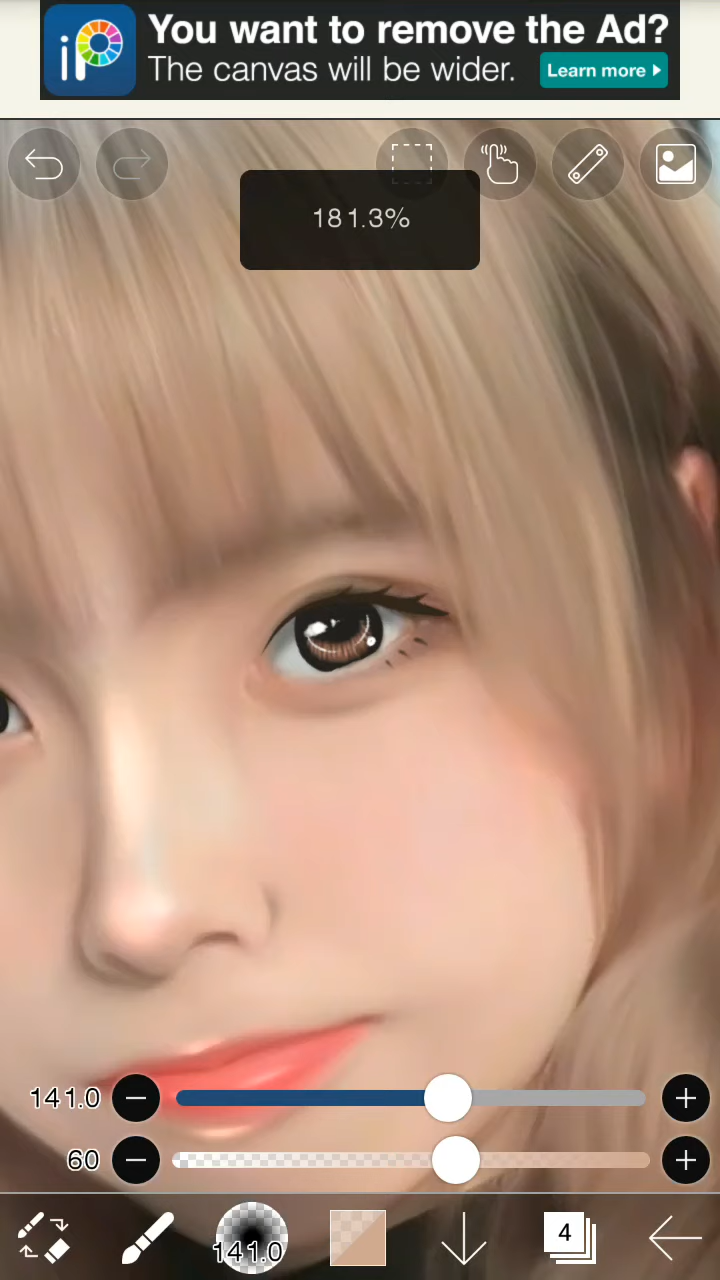 iP
You want to remove the Ad?
The canvas will be wider.
Learn more
181.3%
141.0
60
141.0
4